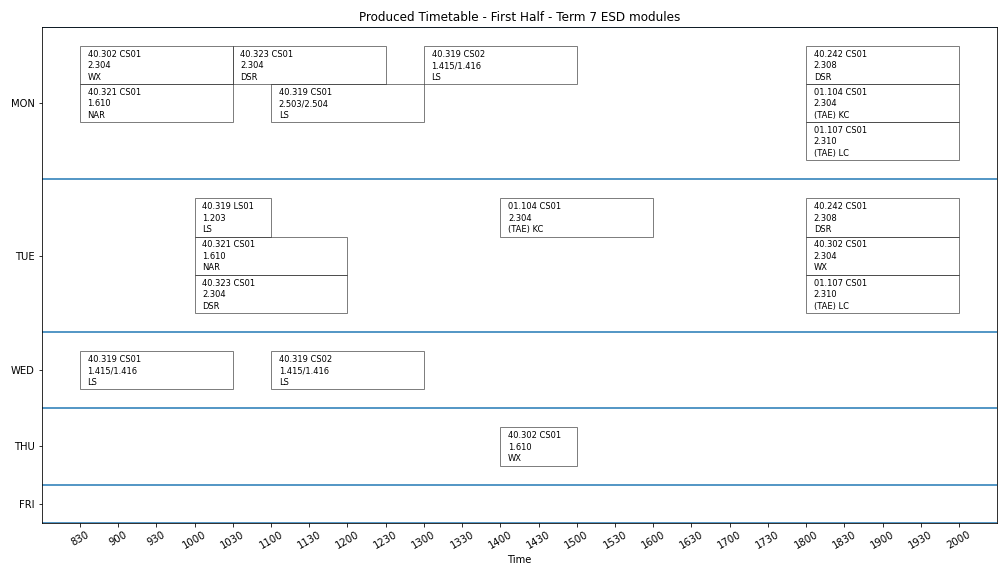 Produced Timetable - First Half - Term 7 ESD modules
MON
40.302 CS01
2.304
WX
40.323 CS01
2.304
DSR
40.319 CS02
1.415/1.416
LS
40.242 CS01
2.308
DSR
40.321 CS01
1.610
NAR
40.319 CS01
2.503/2.504
LS
01.104 CS01
2.304
(TAE) KC
01.107 CS01
2.310
(TAE) LC
TUE
40.319 LS01
1.203
LS
01.104 CS01
2.304
(TAE) KC
40.242 CS01
2.308
DSR
40.321 CS01
1.610
NAR
40.302 CS01
2.304
WX
40.323 CS01
2.304
DSR
01.107 CS01
2.310
(TAE) LC
WED
40.319 CS01
1.415/1.416
LS
40.319 CS02
1.415/1.416
LS
THU
40.302 CS01
1.610
WX
FRI
830 900 930 1000 1030 1100 1130 1200 1230 1300 1330 1400 1430 1500 1600 1630 1700 1730 1800 1830 1900 1930 2000
Time